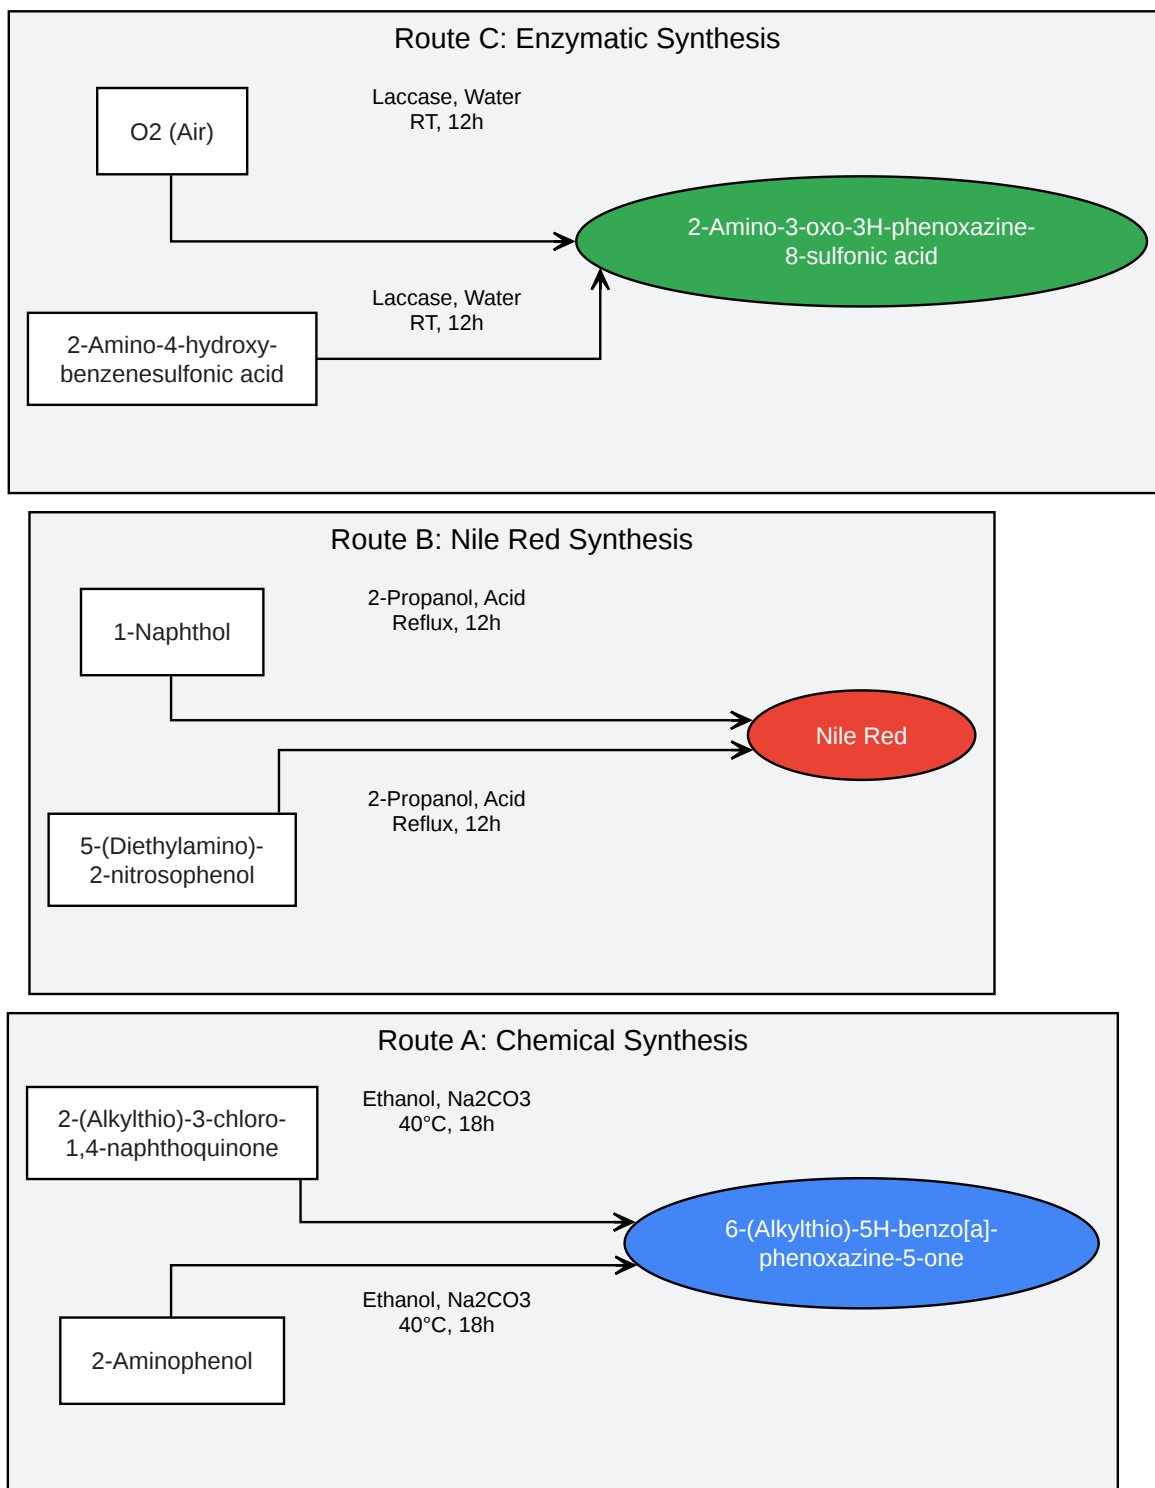 Route C: Enzymatic Synthesis
O2 (Air)
Laccase, Water
RT, 12h
2-Amino-3-oxo-3H-phenoxazine-
8-sulfonic acid
Laccase, Water
RT, 12h
2-Amino-4-hydroxy-
benzenesulfonic acid
Route B: Nile Red Synthesis
1-Naphthol
2-Propanol, Acid
Reflux, 12h
Nile Red
2-Propanol, Acid
Reflux, 12h
5-(Diethylamino)-
2-nitrosophenol
Route A: Chemical Synthesis
2-(Alkylthio)-3-chloro-
1,4-naphthoquinone
Ethanol, Na2CO3
40°C, 18h
6-(Alkylthio)-5H-benzo[a]-
phenoxazine-5-one
Ethanol, Na2CO3
40°C, 18h
2-Aminophenol